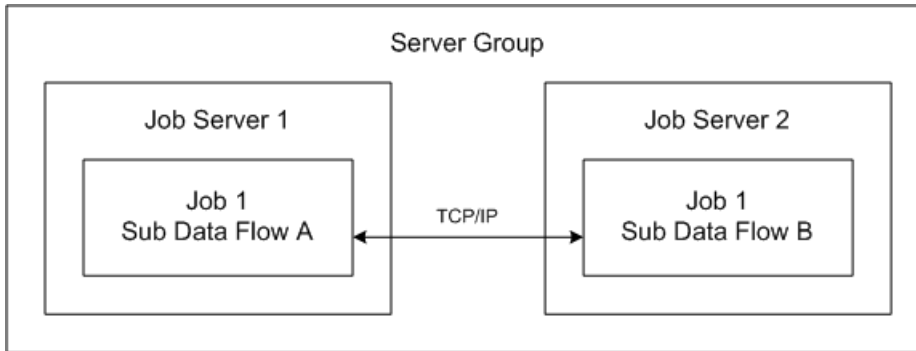 Server Group
Job Server 1
Job Server 2
Job 1
Sub Data Flow A
TCP/IP
Job 1
Sub Data Flow B